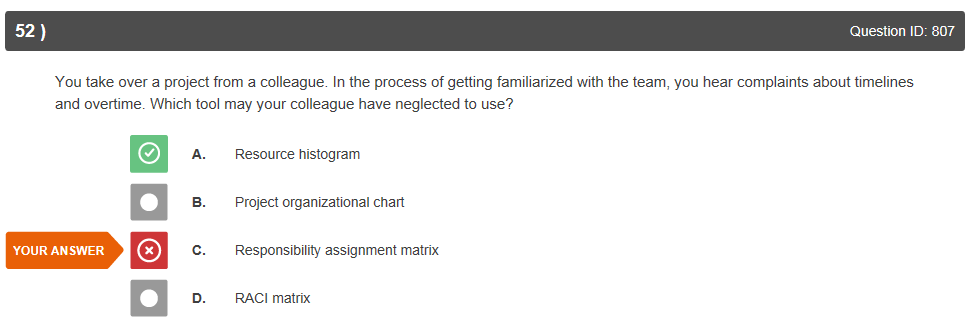 52 ) Question ID: 807
You take over a project from a colleague. In the process of getting familiarized with the team, you hear complaints about timelines
and overtime. Which tool may your colleague have neglected to use?
A. Resource histogram
B. Project organizational chart
YOUR ANSWER C. Responsibility assignment matrix
D. RACI matrix